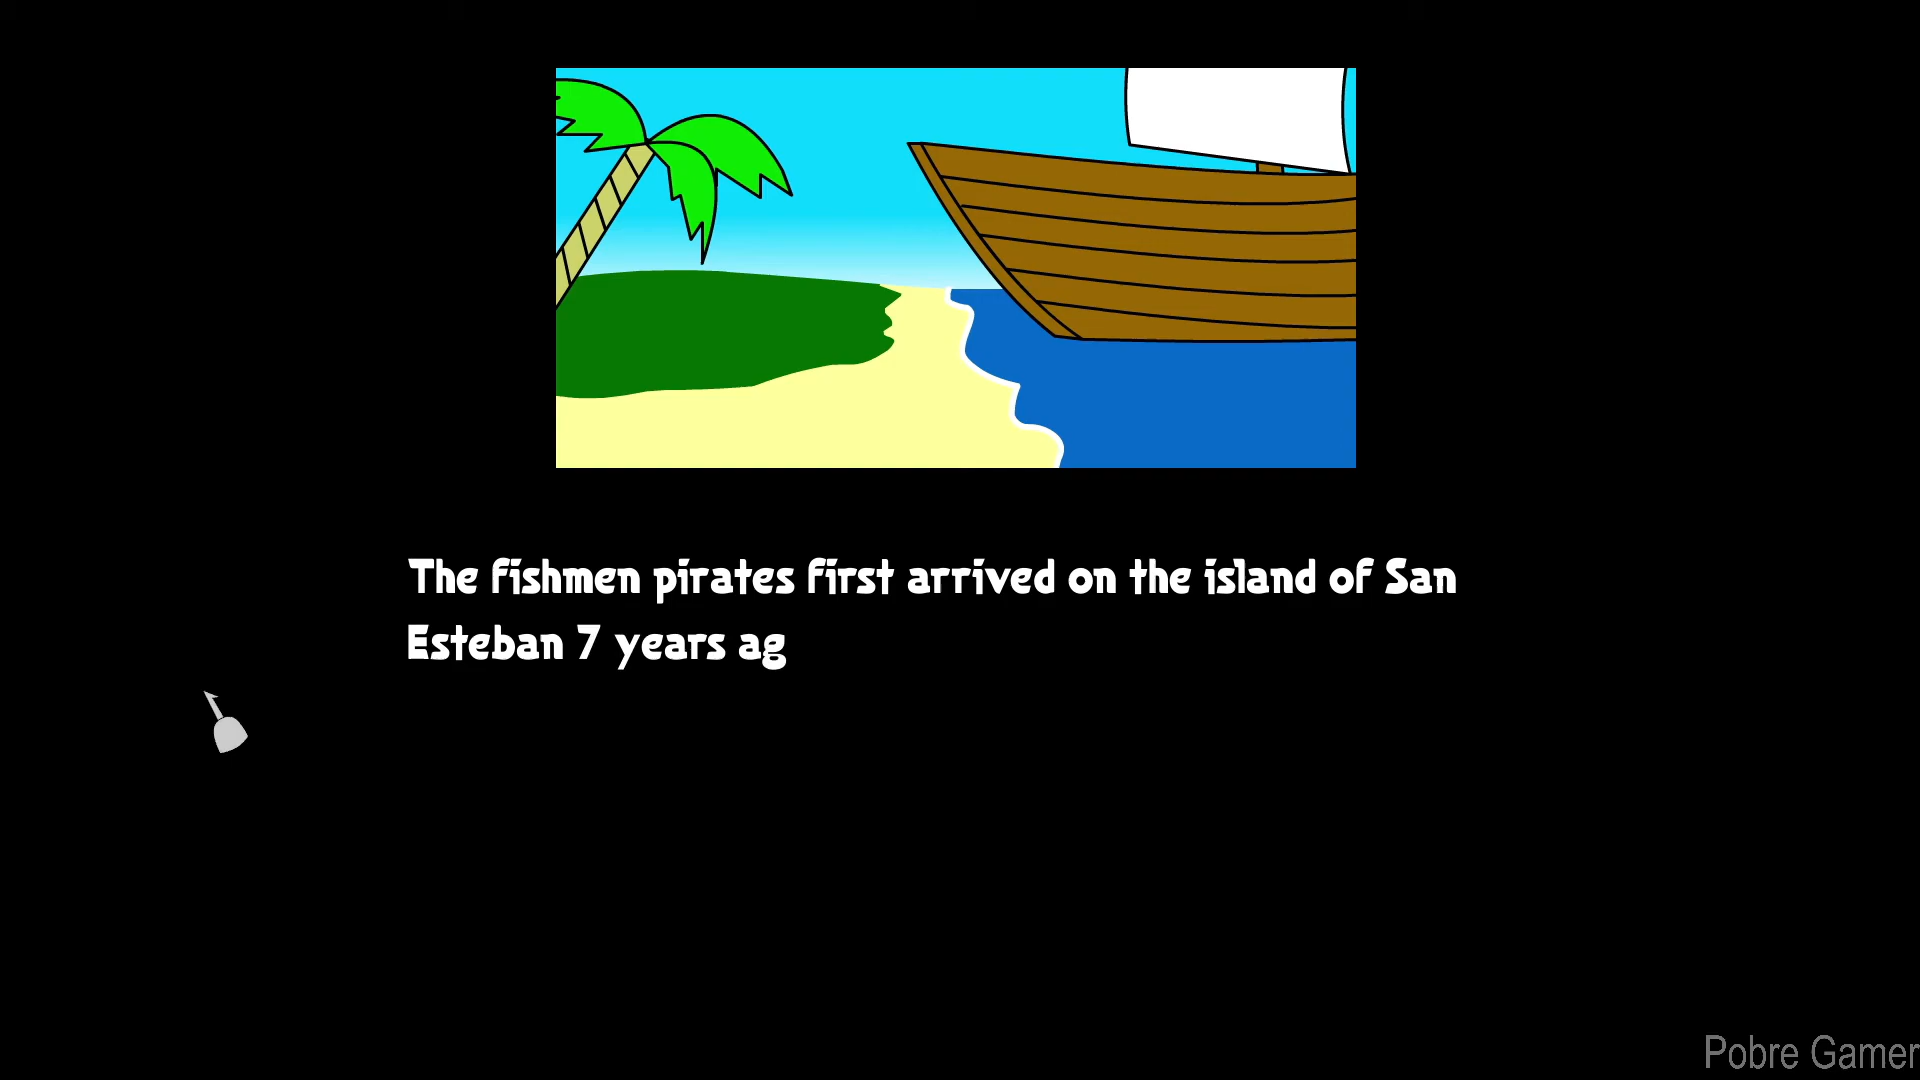 The fishmen pirates first arrived on the island of San
Esteban 7 years ag
Pobre Gamer